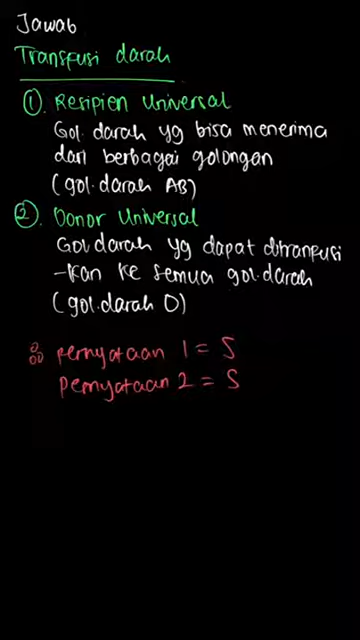 Jawab
Transfusi darah
① Resipien Universal
Gol. darah yg bisa menerima
dari berbagai golongan
(gol. darah AB)
② Donor Universal
Gol darah yg dapat ditranfusi
-kan ke semua gol. darah
(gol. darah O)
∴ pernyataan 1 = S
Pernyataan 2 = S